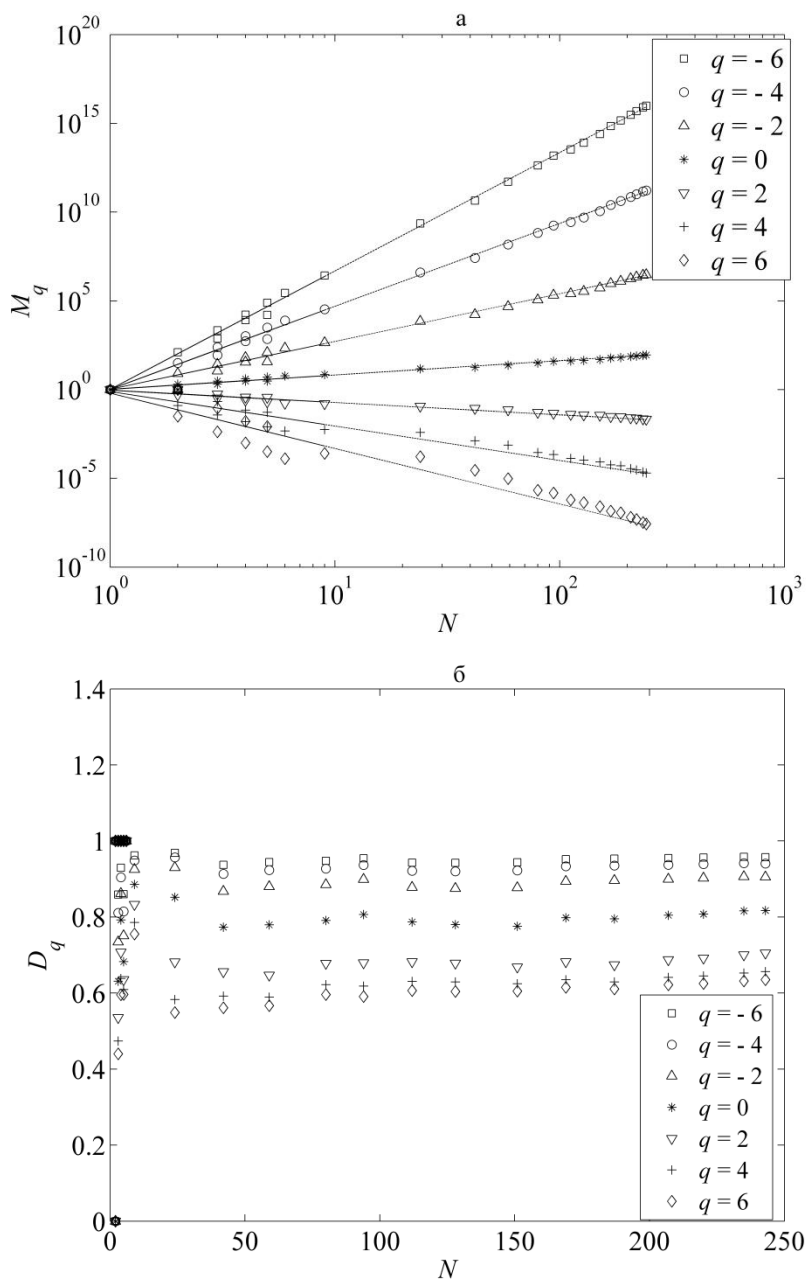 а
10^20
10^15
10^10
10^5
10^0
10^-5
10^-10
M_q
10^0
10^1
10^2
10^3
N
q = - 6
q = - 4
q = - 2
q = 0
q = 2
q = 4
q = 6
б
1.4
1.2
1
0.8
0.6
0.4
0.2
0
D_q
0
50
100
150
200
250
N
q = - 6
q = - 4
q = - 2
q = 0
q = 2
q = 4
q = 6